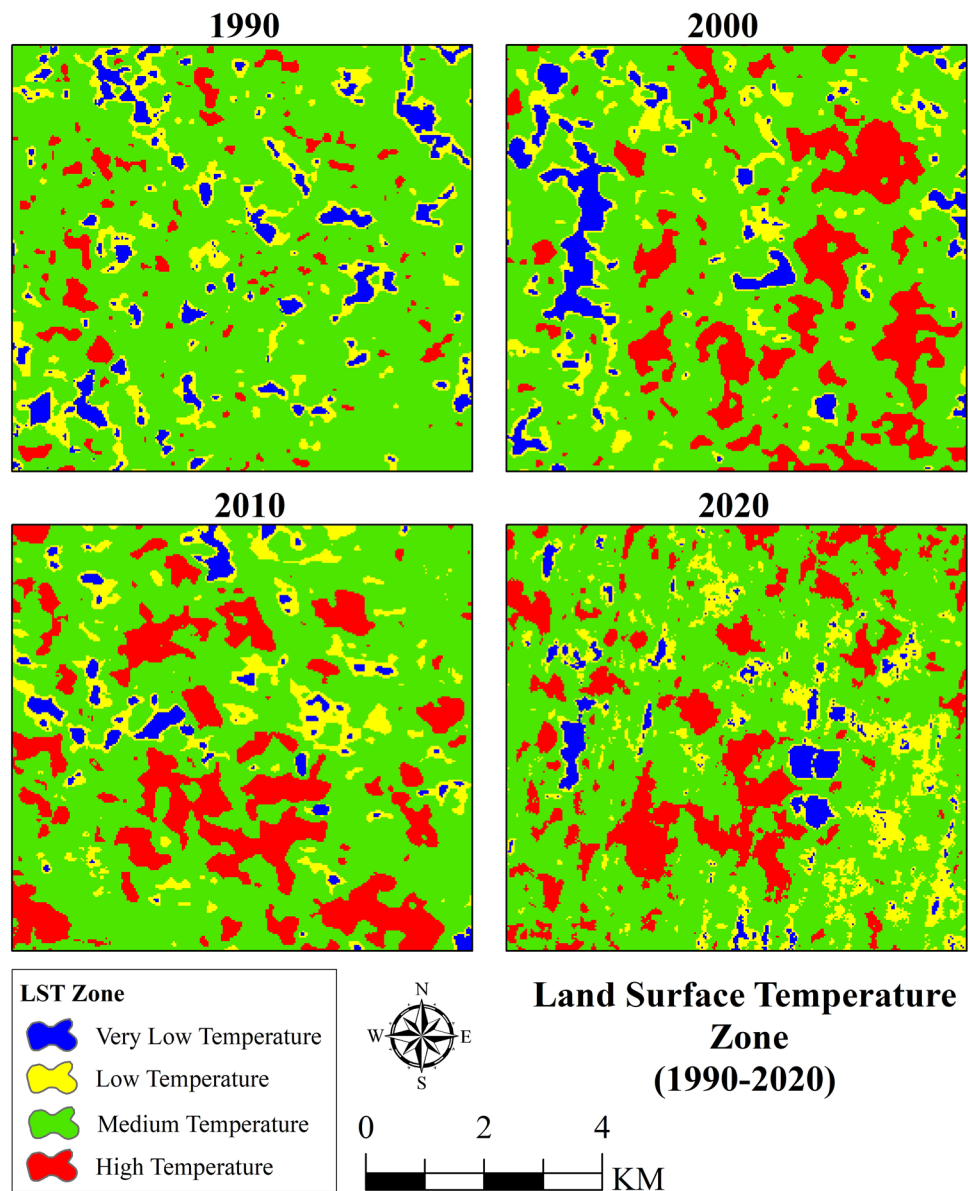 1990
2000
2010
2020
LST Zone
Very Low Temperature
Low Temperature
Medium Temperature
High Temperature
N
W
E
S
0
2
4
KM
Land Surface Temperature
Zone
(1990-2020)